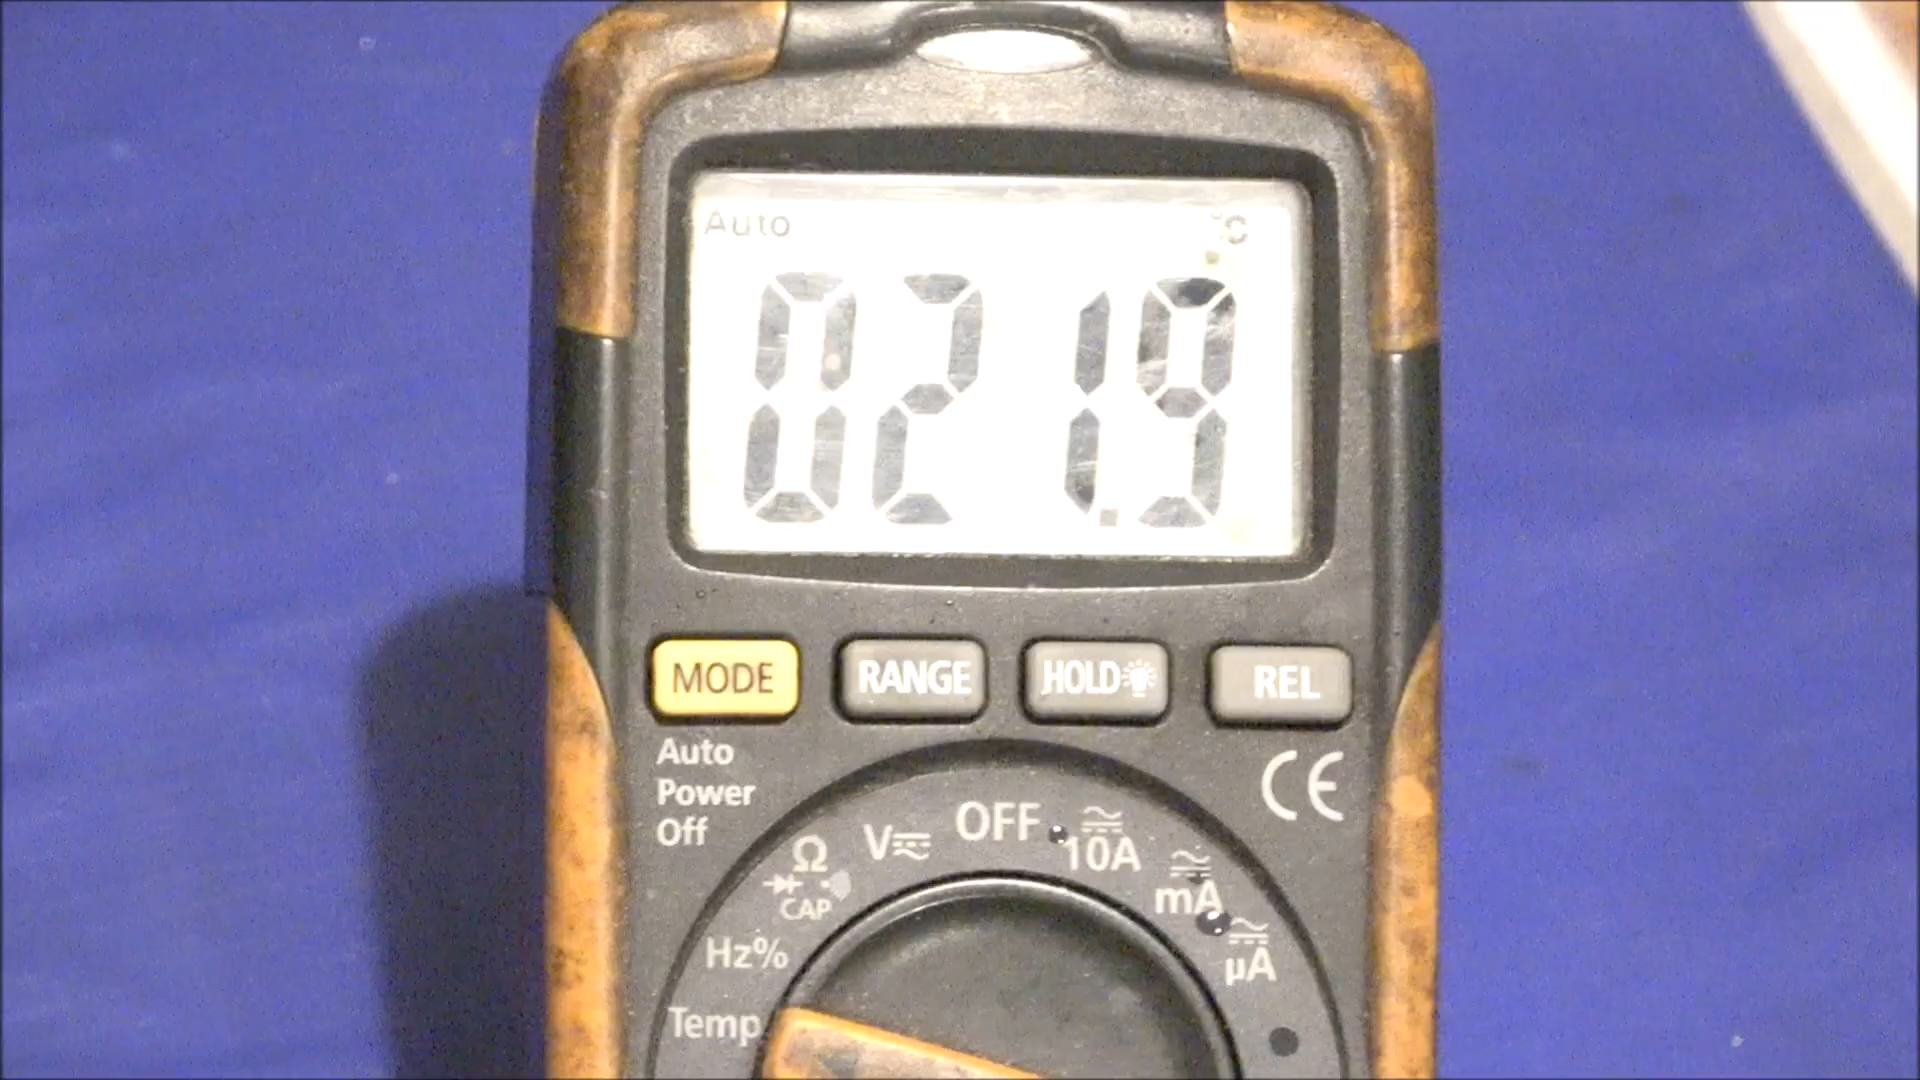 Auto °C
021.9
MODE RANGE HOLD REL
Auto
Power
Off
CE
OFF
V
10A
Ω
mA
CAP
Hz%
µA
Temp